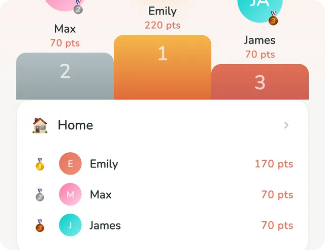 JA
Emily
220 pts
Max
70 pts
James
70 pts
2
1
3
Home
E Emily 170 pts
M Max 70 pts
J James 70 pts